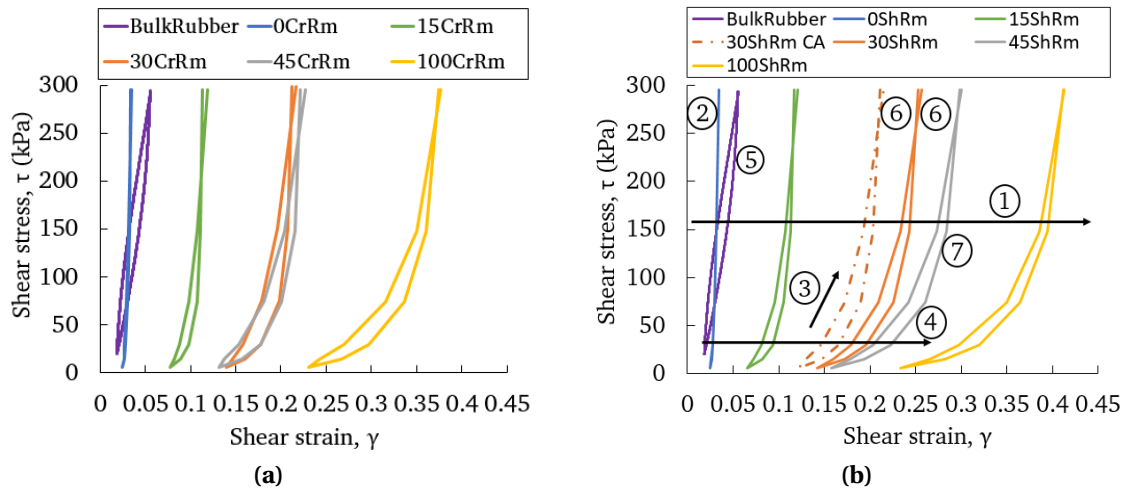 BulkRubber 0CrRm 15CrRm
30CrRm 45CrRm 100CrRm
300
250
200
150
100
50
0
Shear stress, τ (kPa)
0 0.05 0.1 0.15 0.2 0.25 0.3 0.35 0.4 0.45
Shear strain, γ
(a)
BulkRubber 0ShRm 15ShRm
30ShRm CA 30ShRm 45ShRm
100ShRm
300
250
200
150
100
50
0
Shear stress, τ (kPa)
2
6 6
5
1
7
3
4
0 0.05 0.1 0.15 0.2 0.25 0.3 0.35 0.4 0.45
Shear strain, γ
(b)